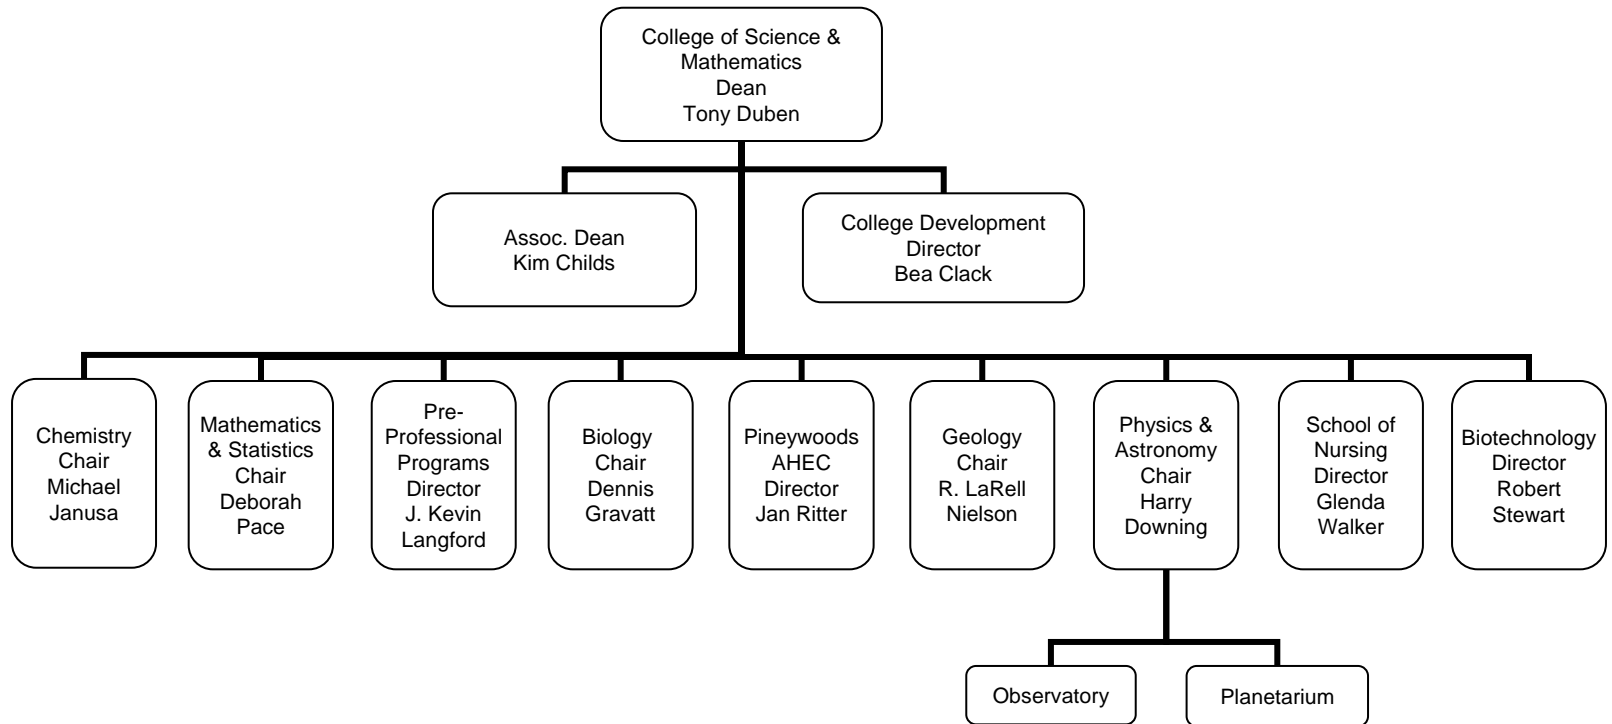 College of Science &
Mathematics
Dean
Tony Duben
Assoc. Dean
Kim Childs
College Development
Director
Bea Clack
Chemistry
Chair
Michael
Janusa
Mathematics
& Statistics
Chair
Deborah
Pace
Pre-
Professional
Programs
Director
J. Kevin
Langford
Biology
Chair
Dennis
Gravatt
Pineywoods
AHEC
Director
Jan Ritter
Geology
Chair
R. LaRell
Nielson
Physics &
Astronomy
Chair
Harry
Downing
School of
Nursing
Director
Glenda
Walker
Biotechnology
Director
Robert
Stewart
Observatory
Planetarium